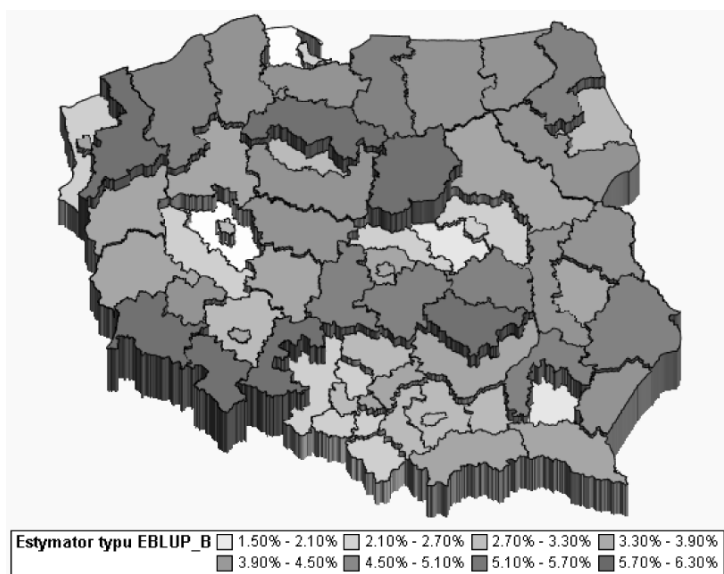 Estymator typu EBLUP_B 1.50% - 2.10% 2.10% - 2.70% 2.70% - 3.30% 3.30% - 3.90%
3.90% - 4.50% 4.50% - 5.10% 5.10% - 5.70% 5.70% - 6.30%